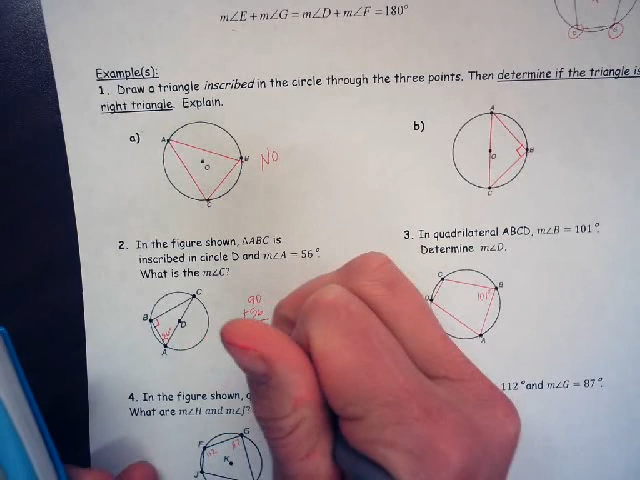 m∠E + m∠G = m∠D + m∠F = 180°
Example(s):
1. Draw a triangle inscribed in the circle through the three points. Then determine if the triangle is
right triangle. Explain.
a)
A
B
C
O
NO
b)
A
B
C
O
2. In the figure shown, △ABC is
inscribed in circle D and m∠A = 56°.
What is the m∠C?
C
B
D
A
56°
90
3. In quadrilateral ABCD, m∠B = 101°.
Determine m∠D.
C
B
D
A
101°
4. In the figure shown,
What are m∠H and m∠J?
112° and m∠G = 87°.
F
G
K
J
112
87